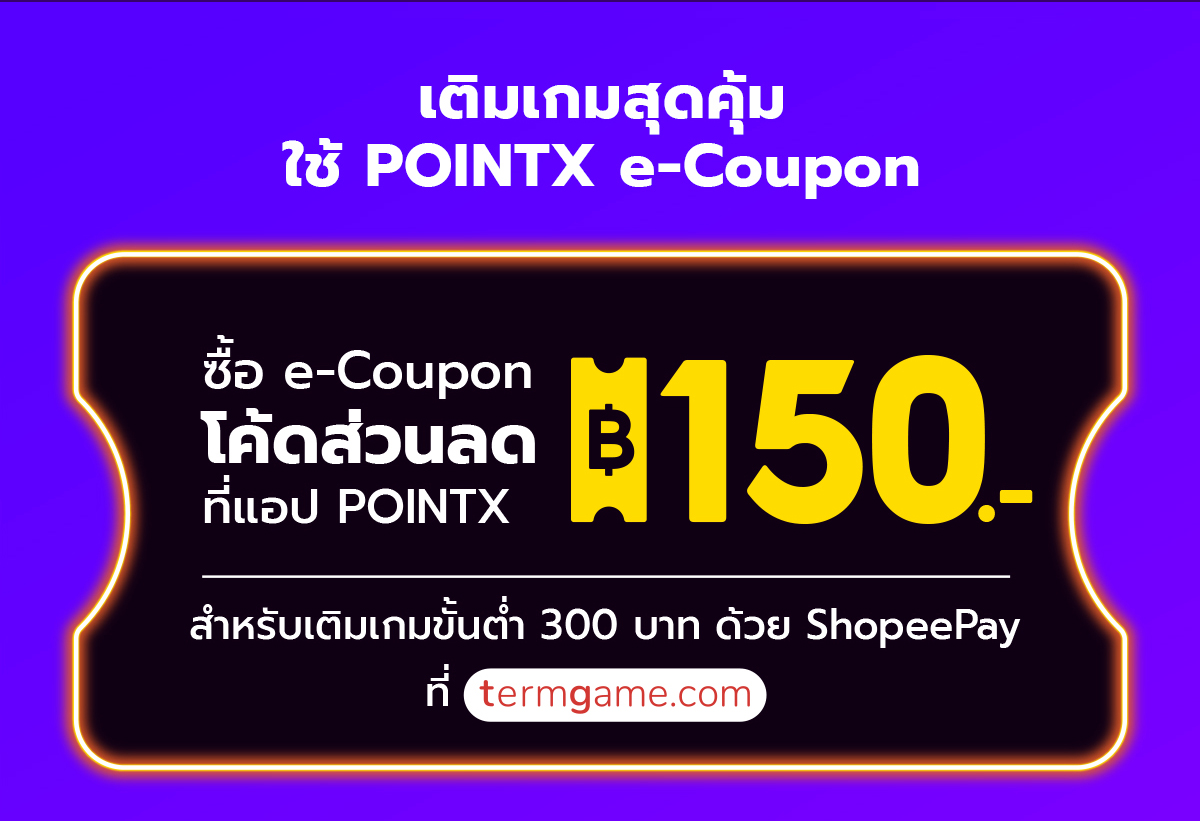 เติมเกมสุดคุ้ม
ใช้ POINTX e-Coupon
ซื้อ e-Coupon
โค้ดส่วนลด
ที่แอป POINTX
฿150.-
สำหรับเติมเกมขั้นต่ำ 300 บาท ด้วย ShopeePay
ที่ termgame.com